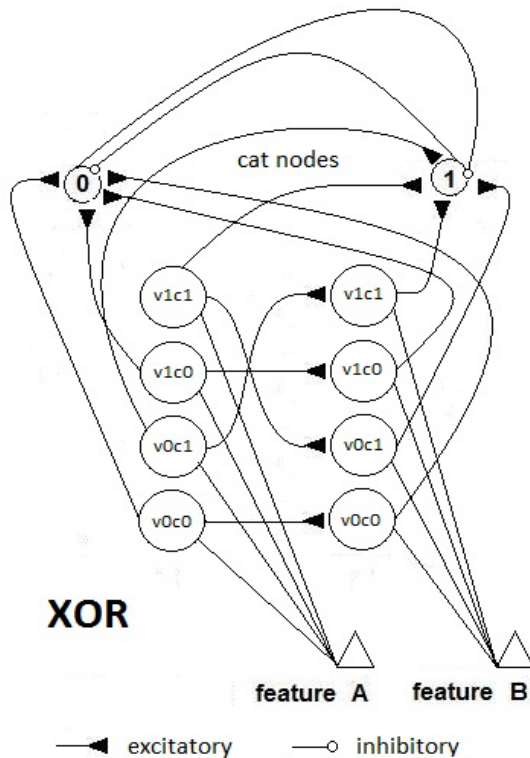 0
1
cat nodes
v1c1 v1c1
v1c0 v1c0
v0c1 v0c1
v0c0 v0c0
XOR
feature A feature B
excitatory inhibitory